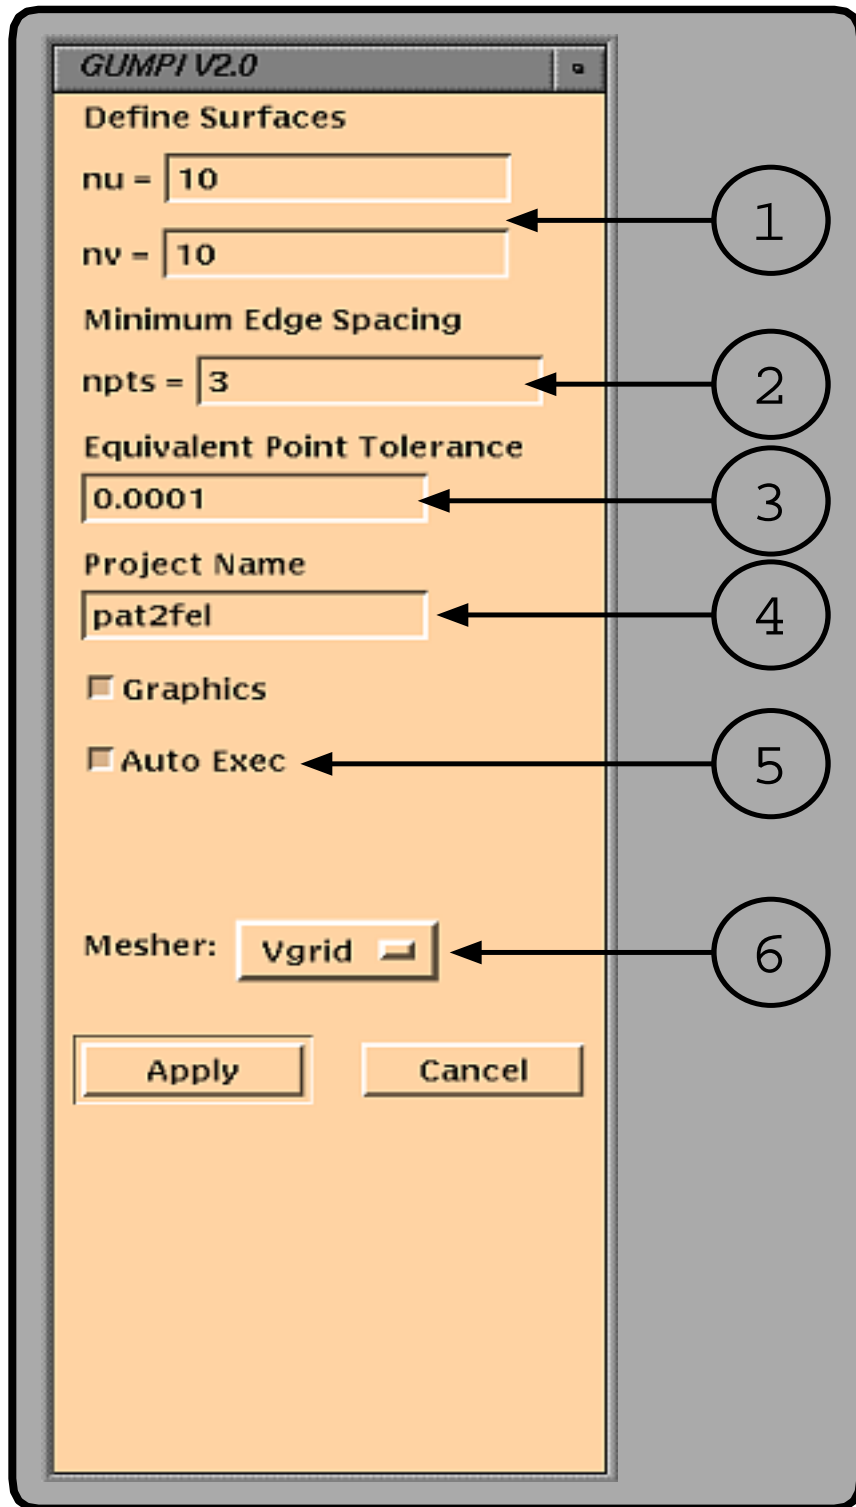 GUMPI V2.0
Define Surfaces
nu = 10
1
nv = 10
Minimum Edge Spacing
npts = 3
2
Equivalent Point Tolerance
0.0001
3
Project Name
pat2fel
4
Graphics
Auto Exec
5
Mesher: Vgrid
6
Apply Cancel